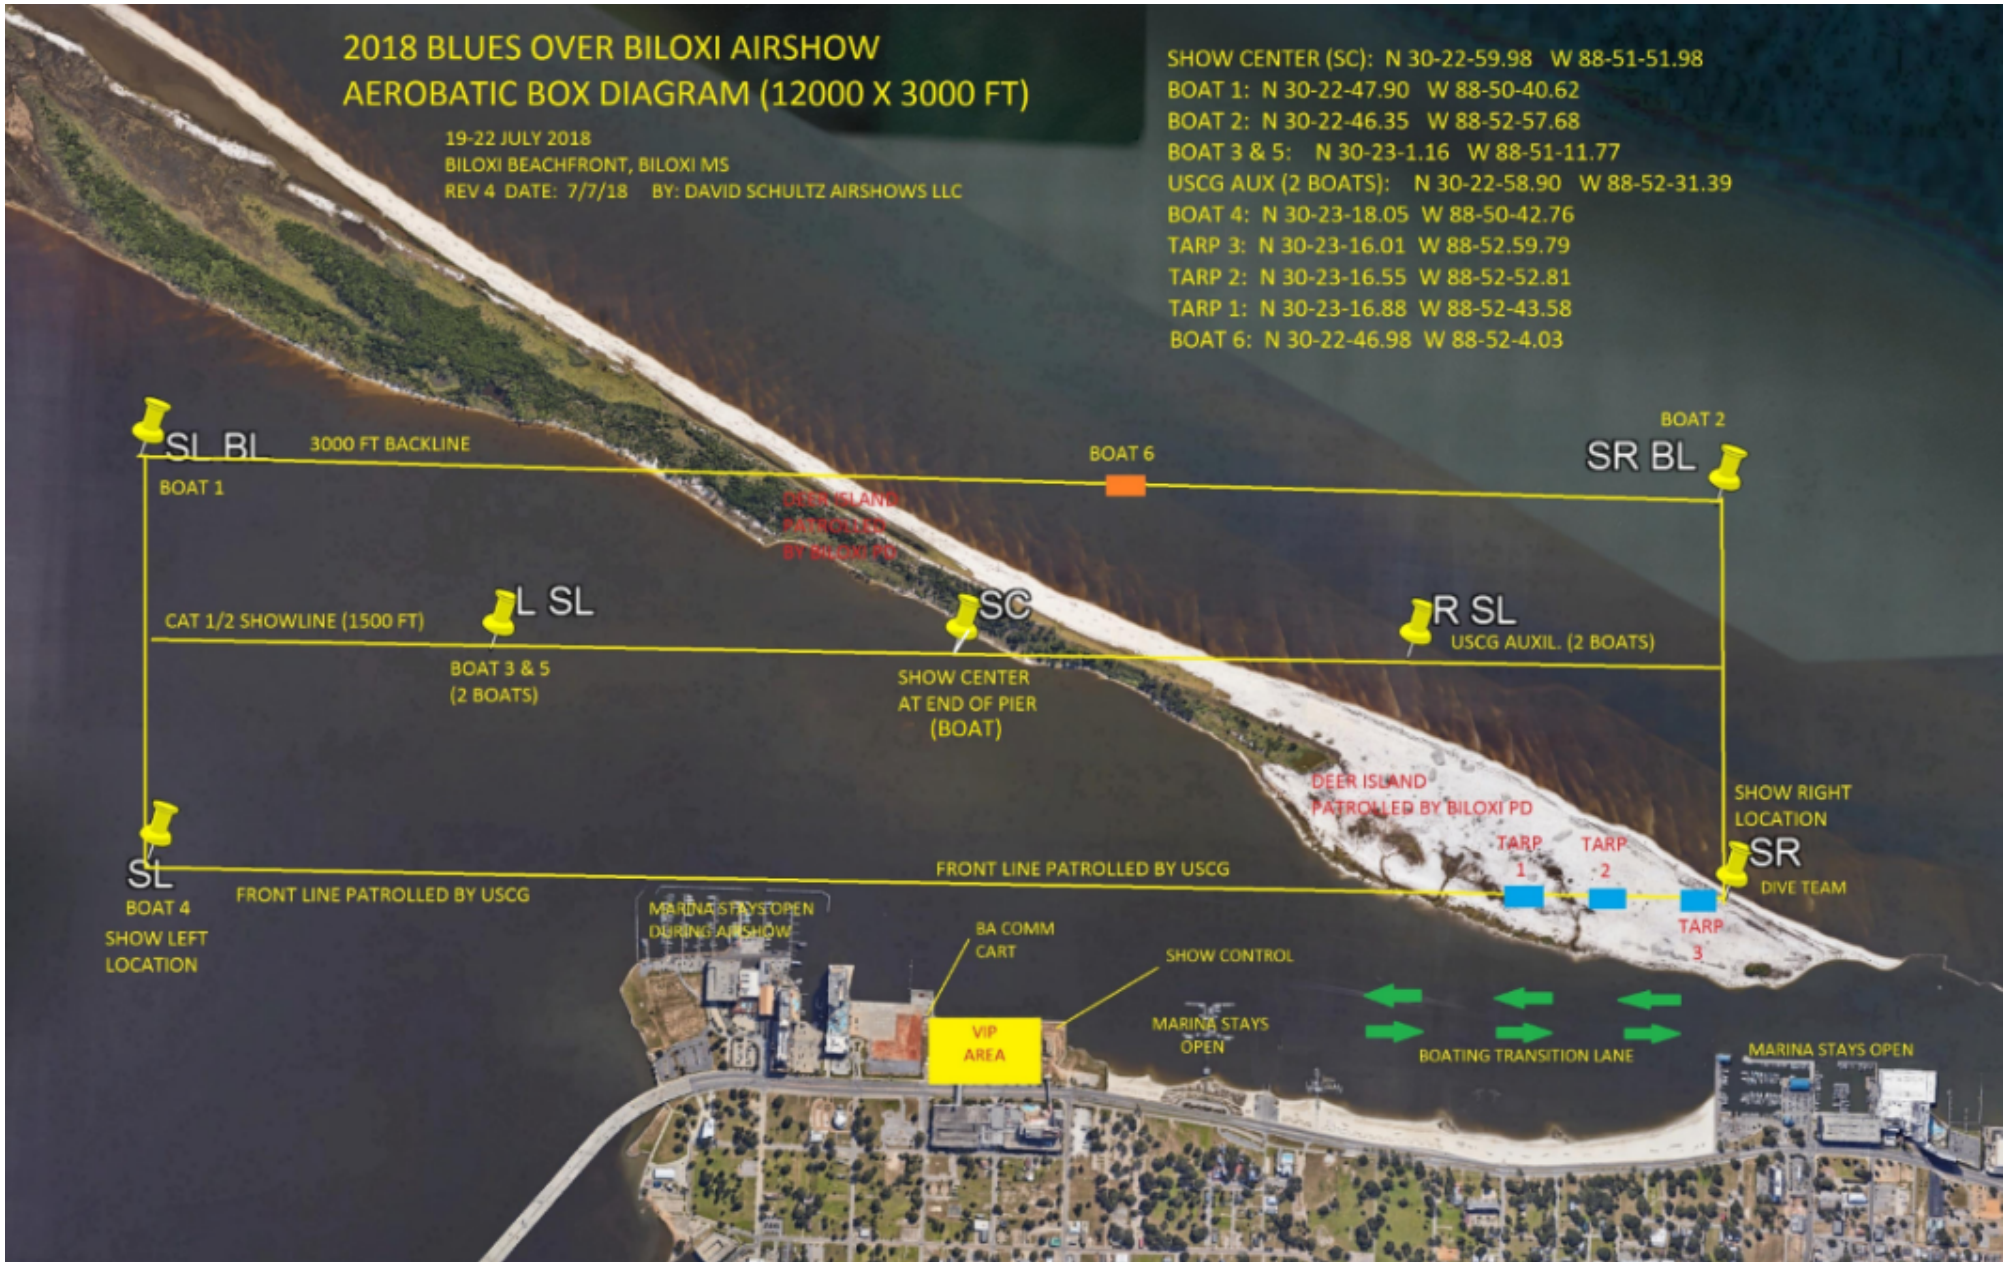 2018 BLUES OVER BILOXI AIRSHOW
AEROBATIC BOX DIAGRAM (12000 X 3000 FT)
19-22 JULY 2018
BILOXI BEACHFRONT, BILOXI MS
REV 4 DATE: 7/7/18 BY: DAVID SCHULTZ AIRSHOWS LLC
SHOW CENTER (SC): N 30-22-59.98 W 88-51-51.98
BOAT 1: N 30-22-47.90 W 88-50-40.62
BOAT 2: N 30-22-46.35 W 88-52-57.68
BOAT 3 & 5: N 30-23-1.16 W 88-51-11.77
USCG AUX (2 BOATS): N 30-22-58.90 W 88-52-31.39
BOAT 4: N 30-23-18.05 W 88-50-42.76
TARP 3: N 30-23-16.01 W 88-52.59.79
TARP 2: N 30-23-16.55 W 88-52-52.81
TARP 1: N 30-23-16.88 W 88-52-43.58
BOAT 6: N 30-22-46.98 W 88-52-4.03
SL BL
3000 FT BACKLINE
BOAT 1
BOAT 6
BOAT 2
SR BL
DEER ISLAND
PATROLLED
BY BILOXI PD
CAT 1/2 SHOWLINE (1500 FT)
L SL
BOAT 3 & 5
(2 BOATS)
SC
SHOW CENTER
AT END OF PIER
(BOAT)
R SL
USCG AUXIL. (2 BOATS)
DEER ISLAND
PATROLLED BY BILOXI PD
TARP
1
TARP
2
TARP
3
SHOW RIGHT
LOCATION
SR
DIVE TEAM
SL
BOAT 4
SHOW LEFT
LOCATION
FRONT LINE PATROLLED BY USCG
FRONT LINE PATROLLED BY USCG
MARINA STAYS OPEN
DURING AIRSHOW
BA COMM
CART
SHOW CONTROL
VIP
AREA
MARINA STAYS
OPEN
BOATING TRANSITION LANE
MARINA STAYS OPEN